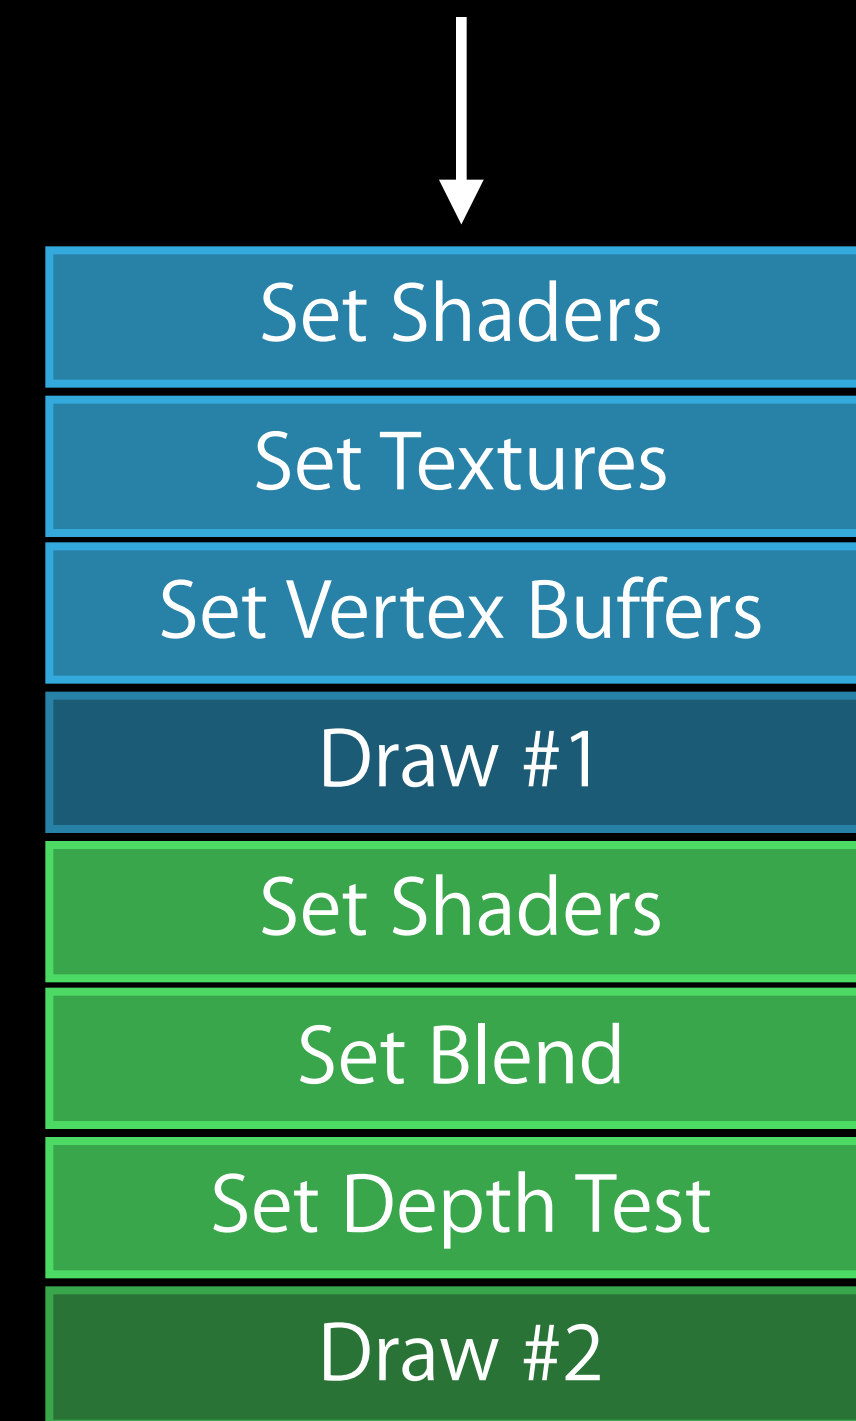 Set Shaders
Set Textures
Set Vertex Buffers
Draw #1
Set Shaders
Set Blend
Set Depth Test
Draw #2